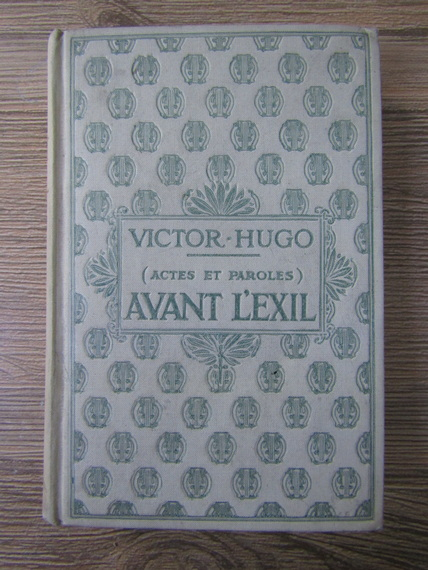 VICTOR-HUGO
(ACTES ET PAROLES)
AVANT L'EXIL